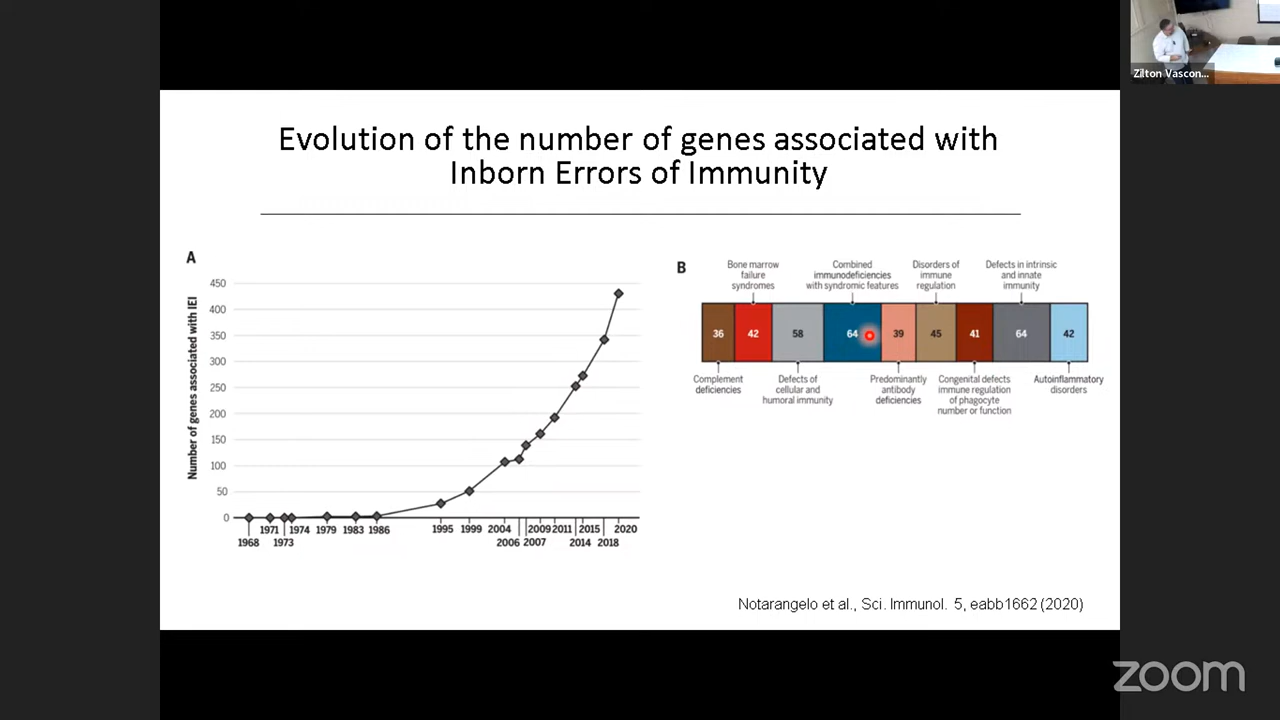 Zilton Vascon...
Evolution of the number of genes associated with
Inborn Errors of Immunity
A
Number of genes associated with IEI
450
400
350
300
250
200
150
100
50
0
1968
1971
1973
1974
1979
1983
1986
1995
1999
2004
2006
2007
2009
2011
2014
2015
2018
2020
B
Bone marrow
failure
syndromes
Combined
immunodeficiencies
with syndromic features
Disorders of
immune
regulation
Defects in intrinsic
and innate
immunity
36
42
58
64
39
45
41
64
42
Complement
deficiencies
Defects of
cellular and
humoral immunity
Predominantly
antibody
deficiencies
Congenital defects
immune regulation
of phagocyte
number or function
Autoinflammatory
disorders
Notarangelo et al., Sci. Immunol. 5, eabb1662 (2020)
zoom